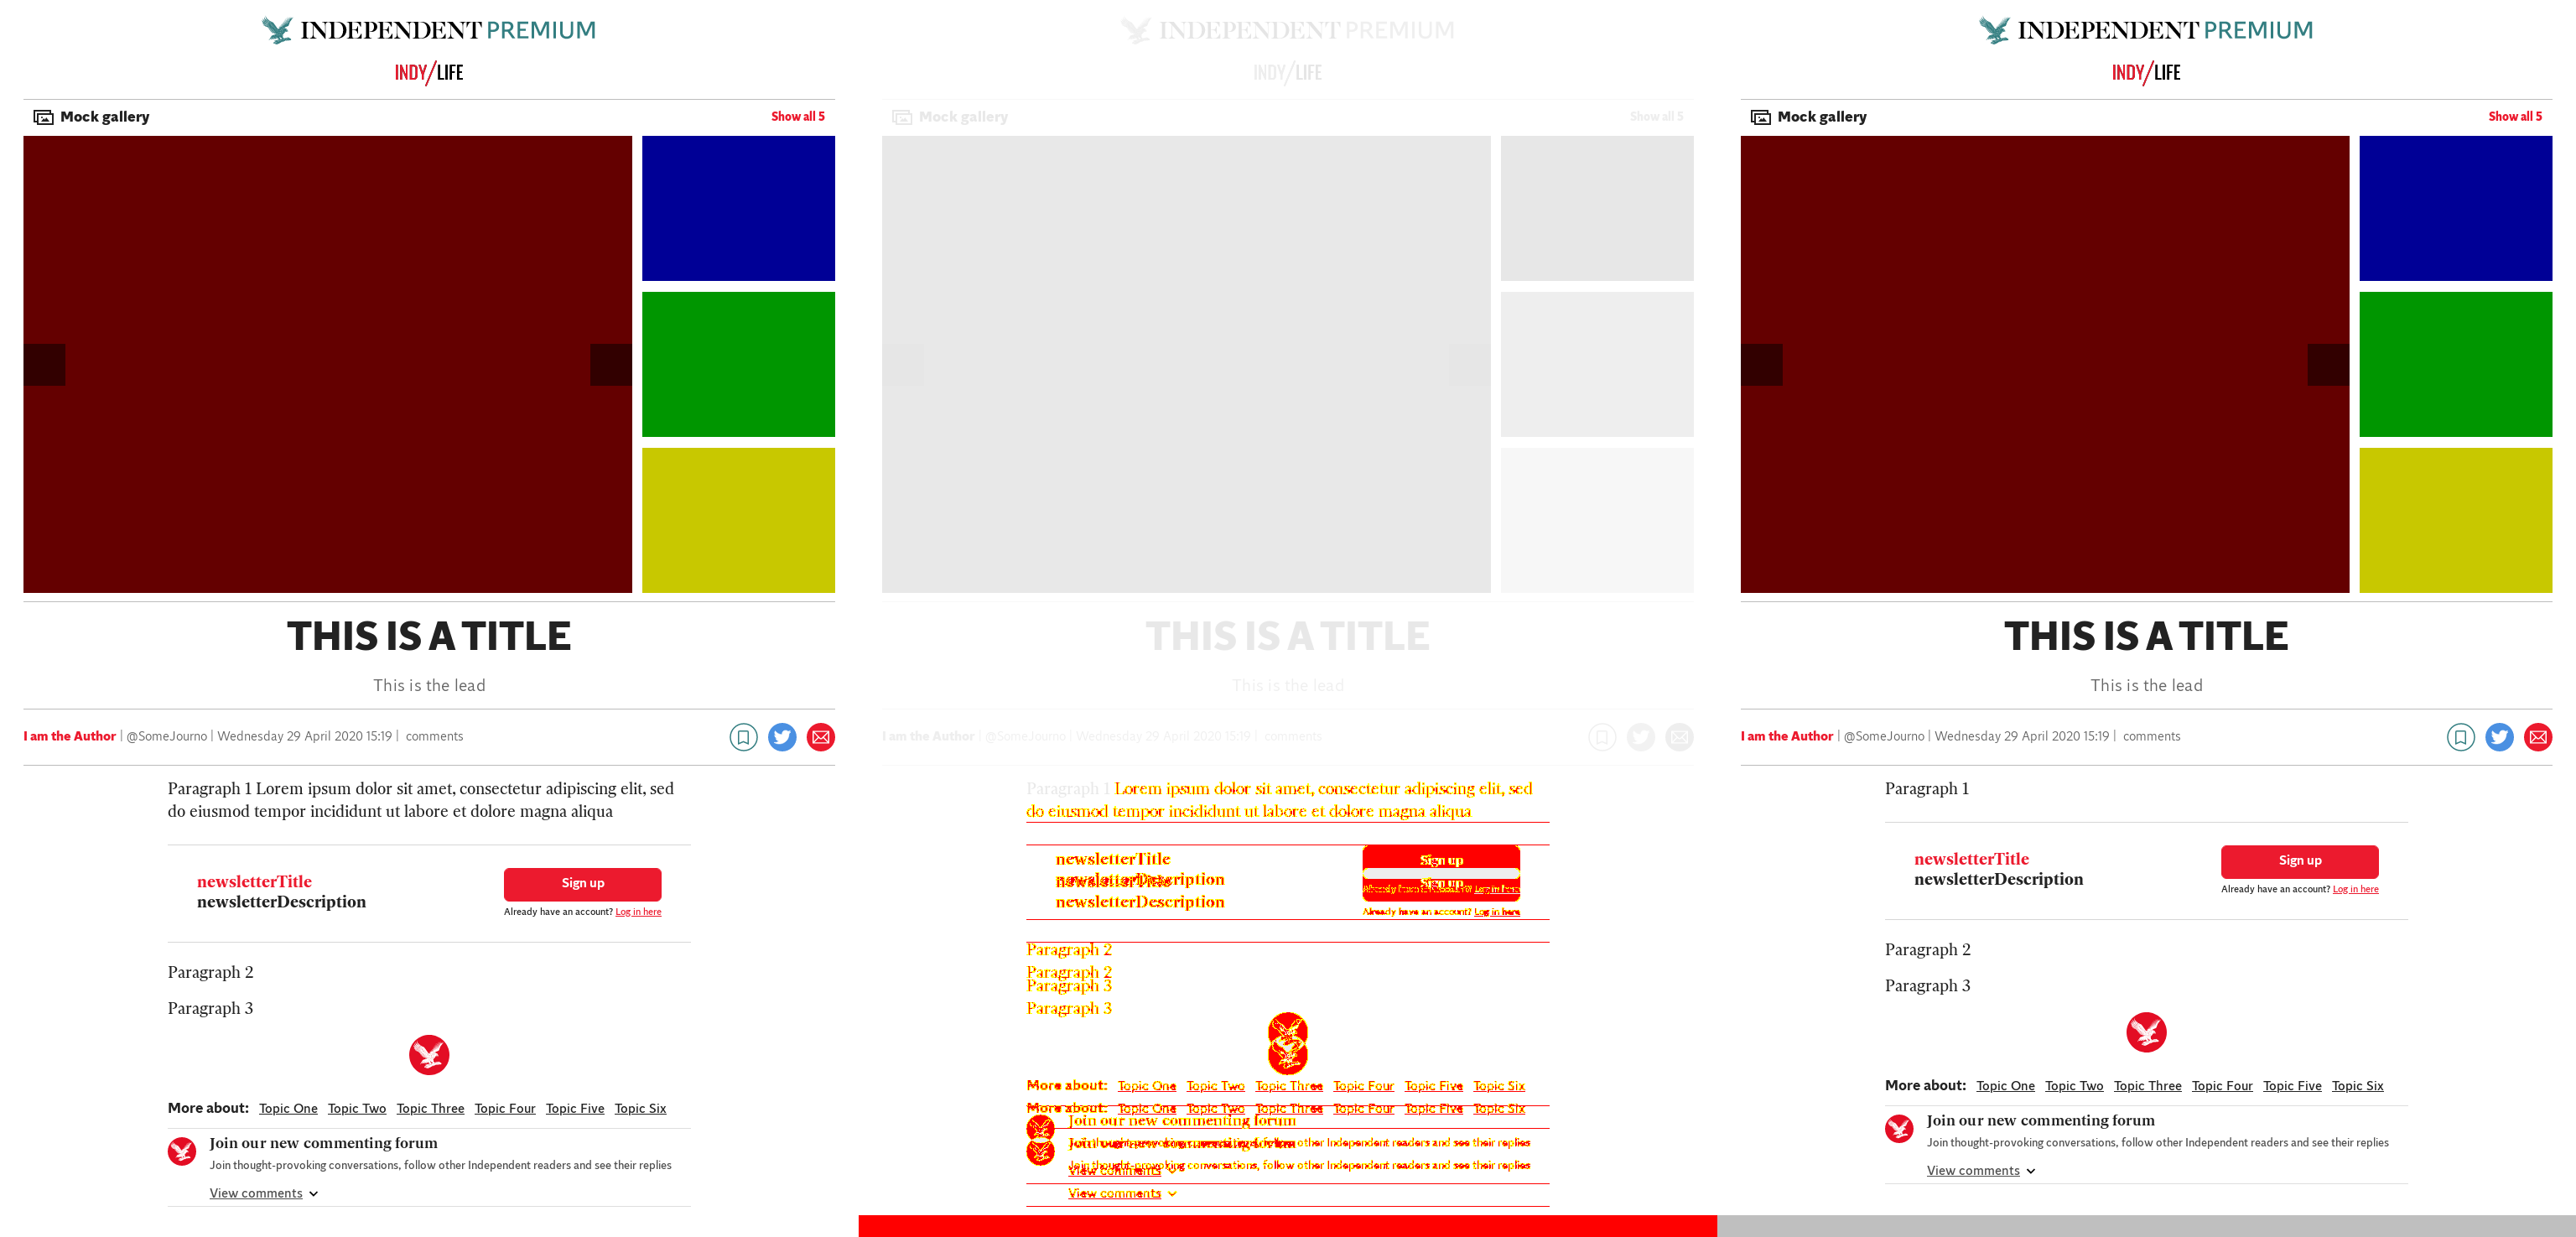 INDEPENDENT PREMIUM
INDY/LIFE
Mock gallery
Show all 5
THIS IS A TITLE
This is the lead
I am the Author | @SomeJourno | Wednesday 29 April 2020 15:19 | comments
Paragraph 1 Lorem ipsum dolor sit amet, consectetur adipiscing elit, sed
do eiusmod tempor incididunt ut labore et dolore magna aliqua
newsletterTitle
newsletterDescription
Sign up
Already have an account? Log in here
Paragraph 2
Paragraph 3
More about: Topic One Topic Two Topic Three Topic Four Topic Five Topic Six
Join our new commenting forum
Join thought-provoking conversations, follow other Independent readers and see their replies
View comments
INDEPENDENT PREMIUM
INDY/LIFE
Mock gallery
Show all 5
THIS IS A TITLE
This is the lead
I am the Author | @SomeJourno | Wednesday 29 April 2020 15:19 | comments
Paragraph 1 Lorem ipsum dolor sit amet, consectetur adipiscing elit, sed
do eiusmod tempor incididunt ut labore et dolore magna aliqua
newsletterTitle
newsletterDescription
newsletterTitle
newsletterDescription
Sign up
Already have an account? Log in here
Sign up
Already have an account? Log in here
Paragraph 2
Paragraph 2
Paragraph 3
Paragraph 3
More about: Topic One Topic Two Topic Three Topic Four Topic Five Topic Six
More about: Topic One Topic Two Topic Three Topic Four Topic Five Topic Six
Join our new commenting forum
Join our new commenting forum
Join thought-provoking conversations, follow other Independent readers and see their replies
Join thought-provoking conversations, follow other Independent readers and see their replies
View comments
View comments
INDEPENDENT PREMIUM
INDY/LIFE
Mock gallery
Show all 5
THIS IS A TITLE
This is the lead
I am the Author | @SomeJourno | Wednesday 29 April 2020 15:19 | comments
Paragraph 1
newsletterTitle
newsletterDescription
Sign up
Already have an account? Log in here
Paragraph 2
Paragraph 3
More about: Topic One Topic Two Topic Three Topic Four Topic Five Topic Six
Join our new commenting forum
Join thought-provoking conversations, follow other Independent readers and see their replies
View comments